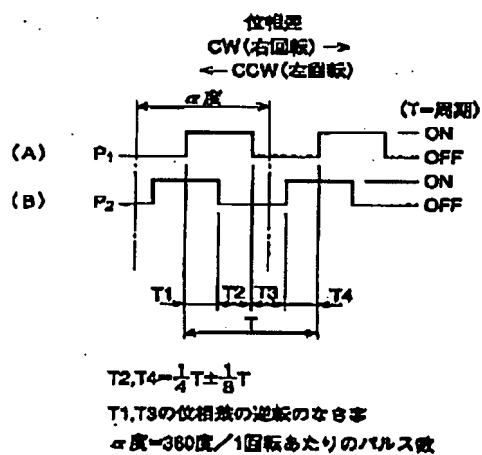 位相差
CW(右回転) →
← CCW(左回転)
α度
(T=周期)
(A) P1 ON
OFF
(B) P2 ON
OFF
T1 T2 T3 T4
T
T2,T4=1/4T±1/8T
T1,T3の位相差の逆転のなき事
α度=360度/1回転あたりのパルス数